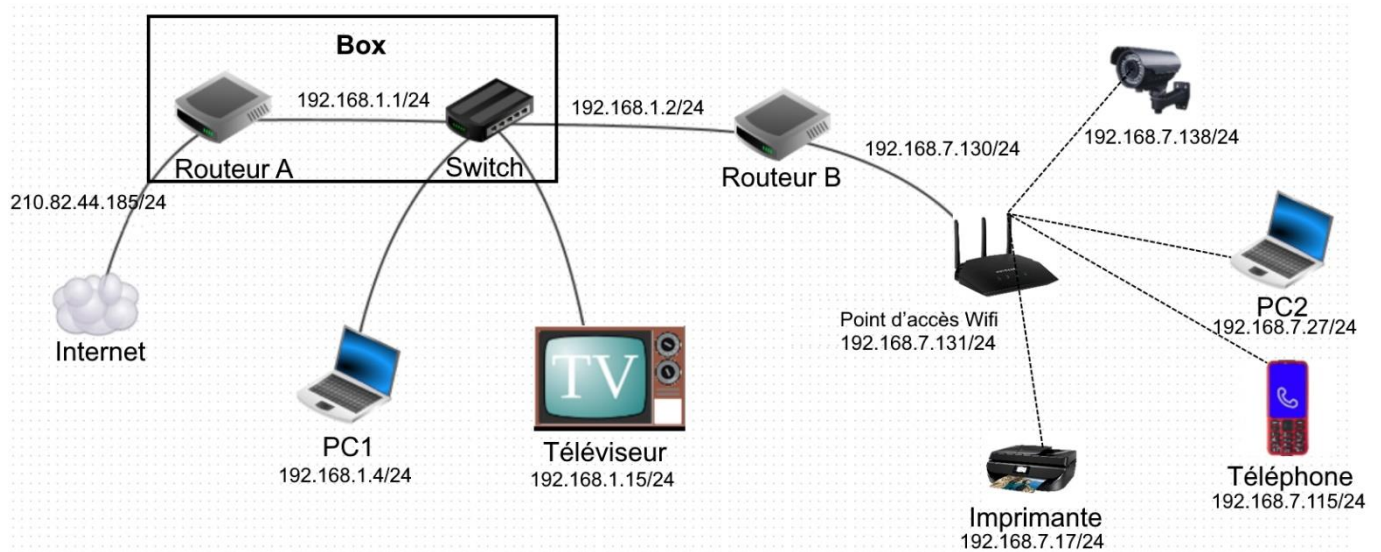 Box
192.168.1.1/24
192.168.1.2/24
192.168.7.138/24
192.168.7.130/24
Routeur A
Switch
Routeur B
210.82.44.185/24
Internet
Point d'accès Wifi
192.168.7.131/24
PC2
192.168.7.27/24
TV
PC1
192.168.1.4/24
Téléviseur
192.168.1.15/24
Téléphone
192.168.7.115/24
Imprimante
192.168.7.17/24